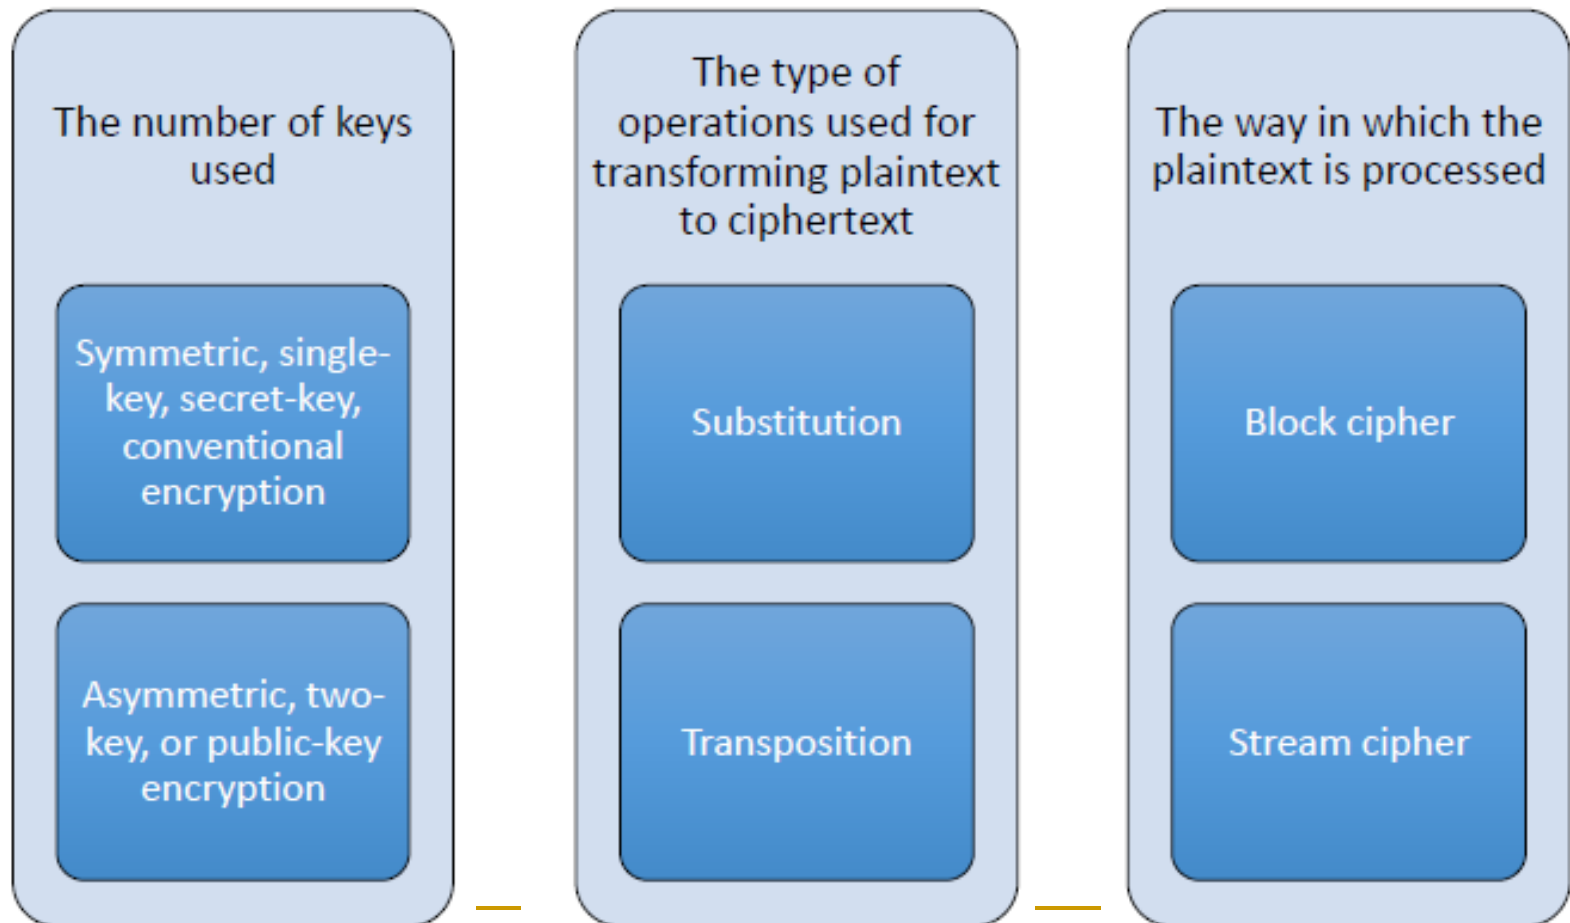 The number of keys
used
Symmetric, single-
key, secret-key,
conventional
encryption
Asymmetric, two-
key, or public-key
encryption
The type of
operations used for
transforming plaintext
to ciphertext
Substitution
Transposition
The way in which the
plaintext is processed
Block cipher
Stream cipher